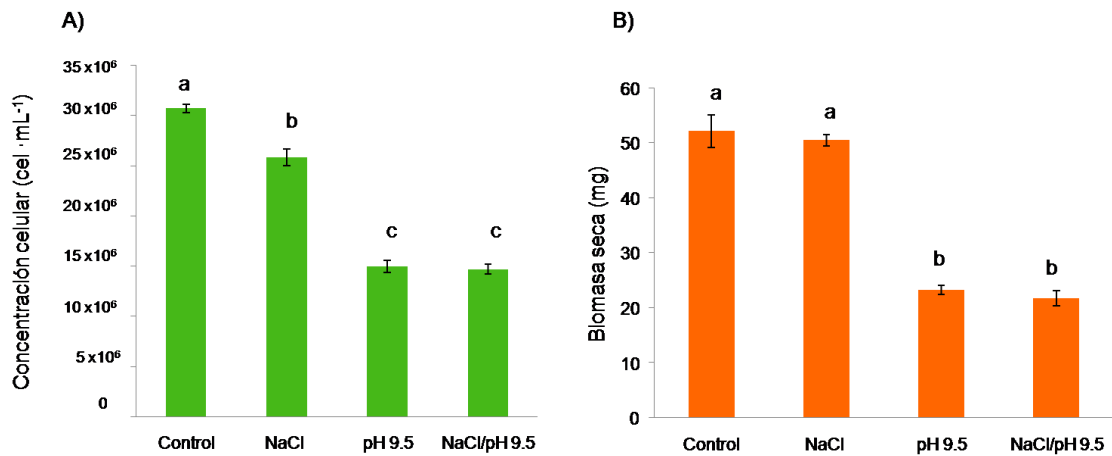 A)
Concentración celular (cel ·mL⁻¹)
35 x10⁶
30 x10⁶
25 x10⁶
20 x10⁶
15 x10⁶
10 x10⁶
5 x10⁶
0
a
b
c
c
Control
NaCl
pH 9.5
NaCl/pH 9.5
B)
Biomasa seca (mg)
60
50
40
30
20
10
0
a
a
b
b
Control
NaCl
pH 9.5
NaCl/pH 9.5